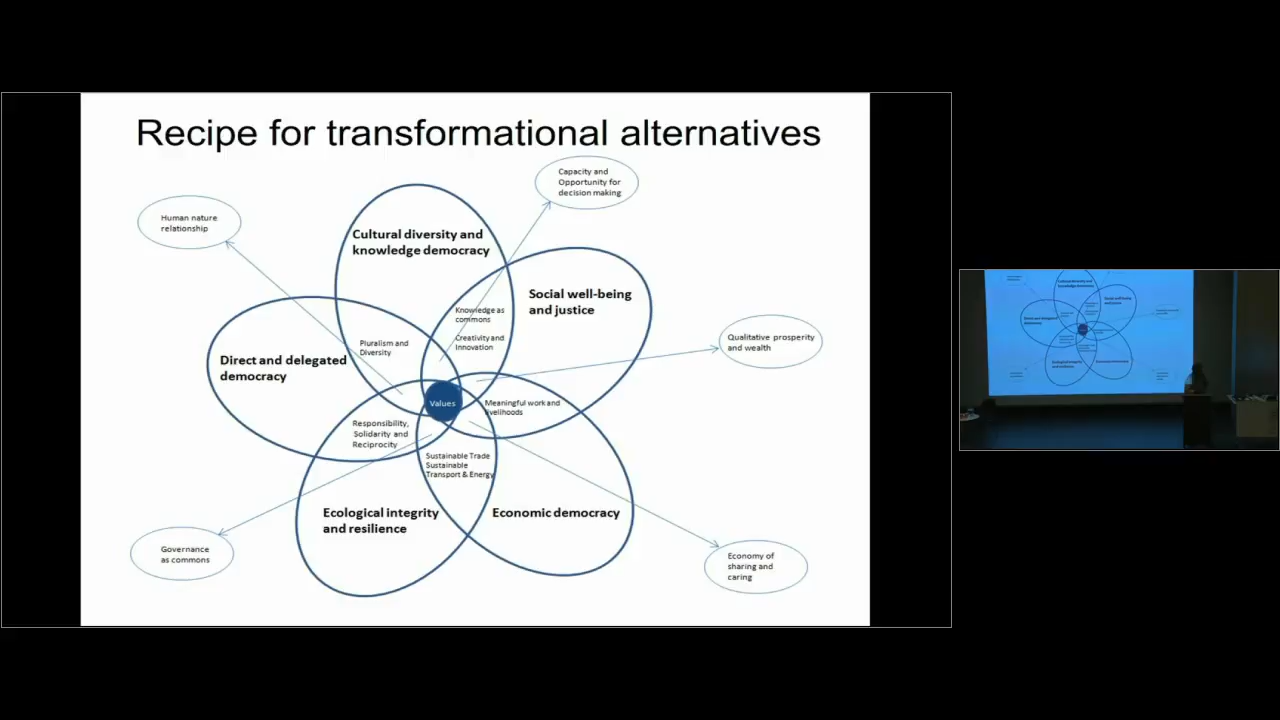 Recipe for transformational alternatives
Capacity and
Opportunity for
decision making
Human nature
relationship
Cultural diversity and
knowledge democracy
Social well-being
and justice
Knowledge as
commons
Creativity and
Innovation
Qualitative prosperity
and wealth
Pluralism and
Diversity
Direct and delegated
democracy
Values
Meaningful work and
livelihoods
Responsibility,
Solidarity and
Reciprocity
Sustainable Trade
Sustainable
Transport & Energy
Ecological integrity
and resilience
Economic democracy
Governance
as commons
Economy of
sharing and
caring